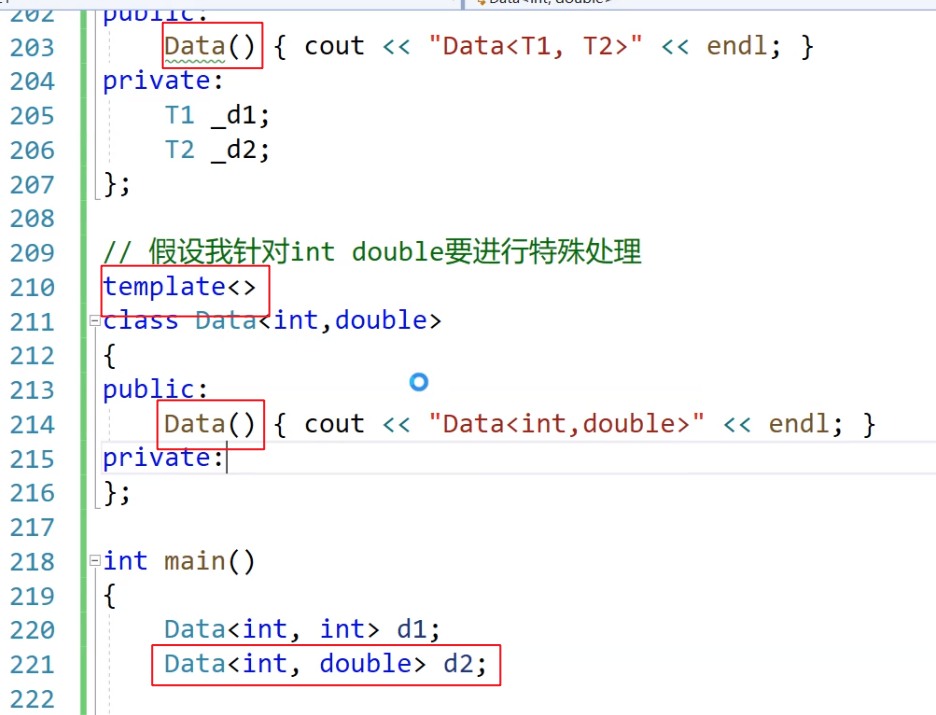 202 public:
203 Data() { cout << "Data<T1, T2>" << endl; }
204 private:
205 T1 _d1;
206 T2 _d2;
207 };
208
209 // 假设我针对int double要进行特殊处理
210 template<>
211 class Data<int,double>
212 {
213 public:
214 Data() { cout << "Data<int,double>" << endl; }
215 private:
216 };
217
218 int main()
219 {
220 Data<int, int> d1;
221 Data<int, double> d2;
222